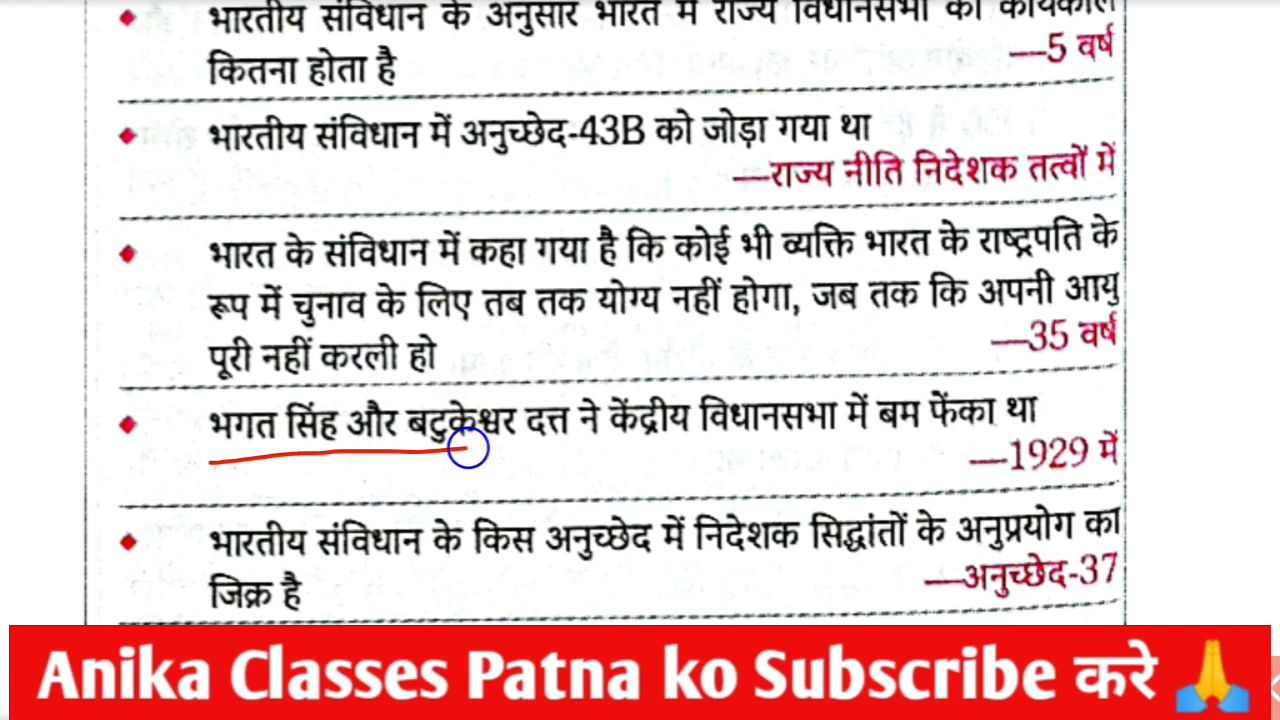 भारतीय संविधान के अनुसार भारत में राज्य विधानसभा का कार्यकाल
कितना होता है —5 वर्ष
भारतीय संविधान में अनुच्छेद-43B को जोड़ा गया था
—राज्य नीति निदेशक तत्वों में
भारत के संविधान में कहा गया है कि कोई भी व्यक्ति भारत के राष्ट्रपति के
रूप में चुनाव के लिए तब तक योग्य नहीं होगा, जब तक कि अपनी आयु
पूरी नहीं करली हो —35 वर्ष
भगत सिंह और बटुकेश्वर दत्त ने केंद्रीय विधानसभा में बम फेंका था
—1929 में
भारतीय संविधान के किस अनुच्छेद में निदेशक सिद्धांतों के अनुप्रयोग का
जिक्र है —अनुच्छेद-37
Anika Classes Patna ko Subscribe करे 🙏